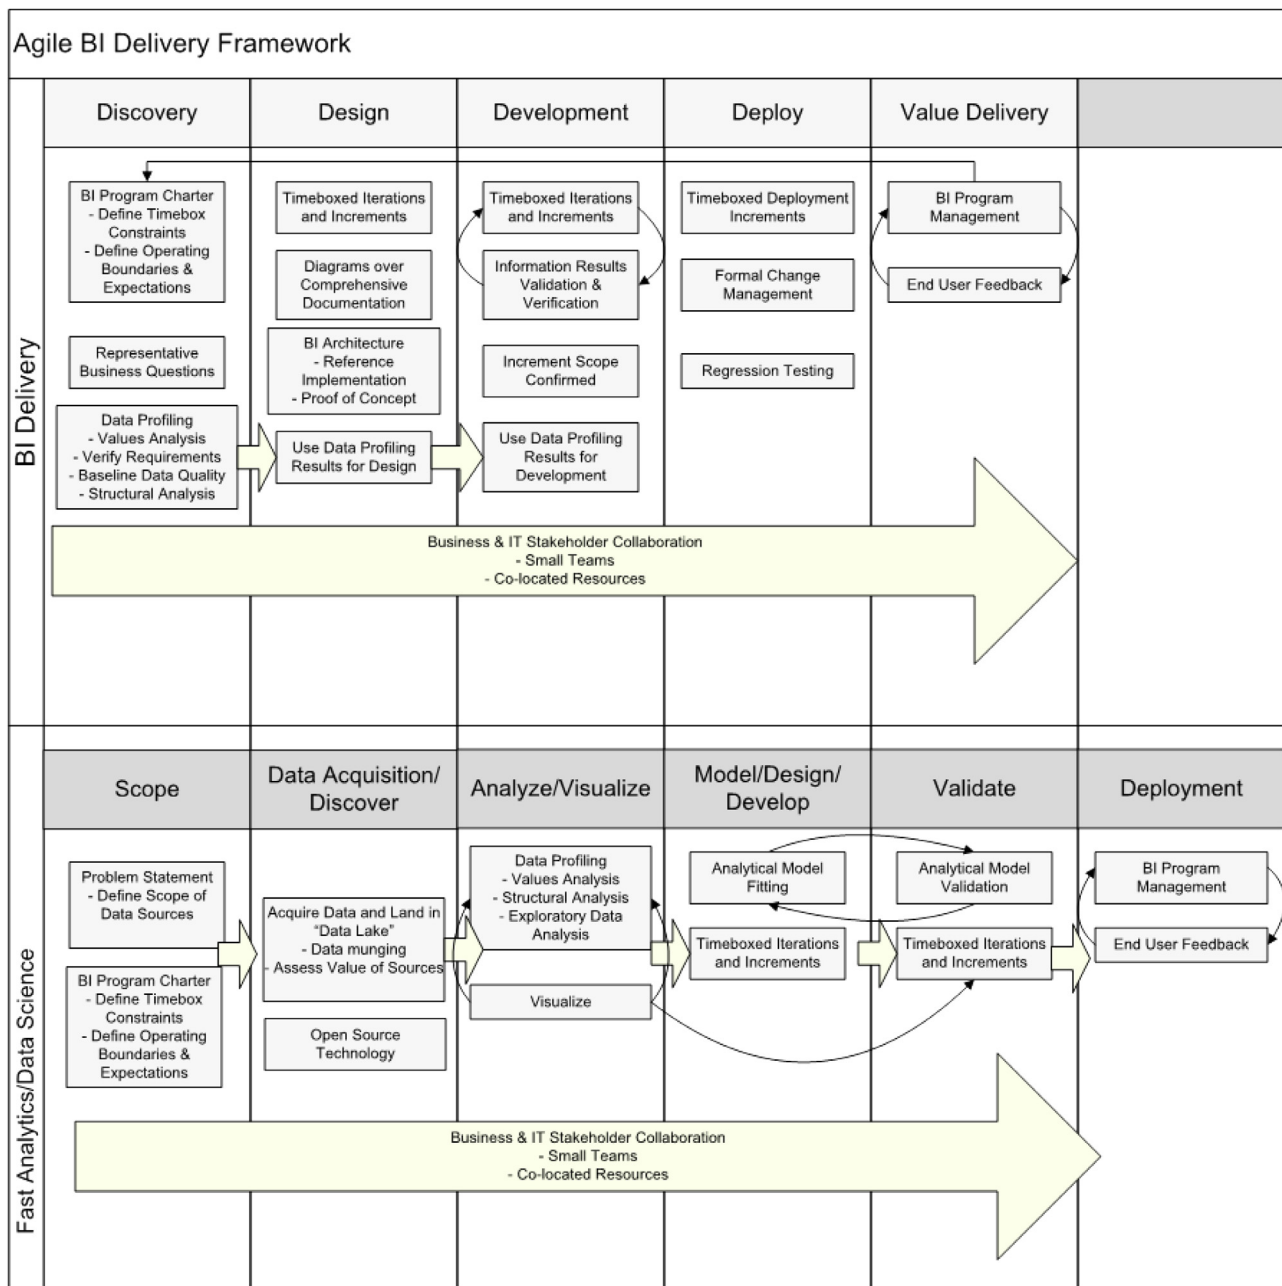 Agile BI Delivery Framework
BI Delivery
Discovery
Design
Development
Deploy
Value Delivery
BI Program Charter
- Define Timebox
Constraints
- Define Operating
Boundaries &
Expectations
Representative
Business Questions
Data Profiling
- Values Analysis
- Verify Requirements
- Baseline Data Quality
- Structural Analysis
Timeboxed Iterations
and Increments
Diagrams over
Comprehensive
Documentation
BI Architecture
- Reference
Implementation
- Proof of Concept
Use Data Profiling
Results for Design
Timeboxed Iterations
and Increments
Information Results
Validation &
Verification
Increment Scope
Confirmed
Use Data Profiling
Results for
Development
Timeboxed Deployment
Increments
Formal Change
Management
Regression Testing
BI Program
Management
End User Feedback
Business & IT Stakeholder Collaboration
- Small Teams
- Co-located Resources
Fast Analytics/Data Science
Scope
Data Acquisition/
Discover
Analyze/Visualize
Model/Design/
Develop
Validate
Deployment
Problem Statement
- Define Scope of
Data Sources
BI Program Charter
- Define Timebox
Constraints
- Define Operating
Boundaries &
Expectations
Acquire Data and Land in
“Data Lake”
- Data munging
- Assess Value of Sources
Open Source
Technology
Data Profiling
- Values Analysis
- Structural Analysis
- Exploratory Data
Analysis
Visualize
Analytical Model
Fitting
Timeboxed Iterations
and Increments
Analytical Model
Validation
Timeboxed Iterations
and Increments
BI Program
Management
End User Feedback
Business & IT Stakeholder Collaboration
- Small Teams
- Co-located Resources